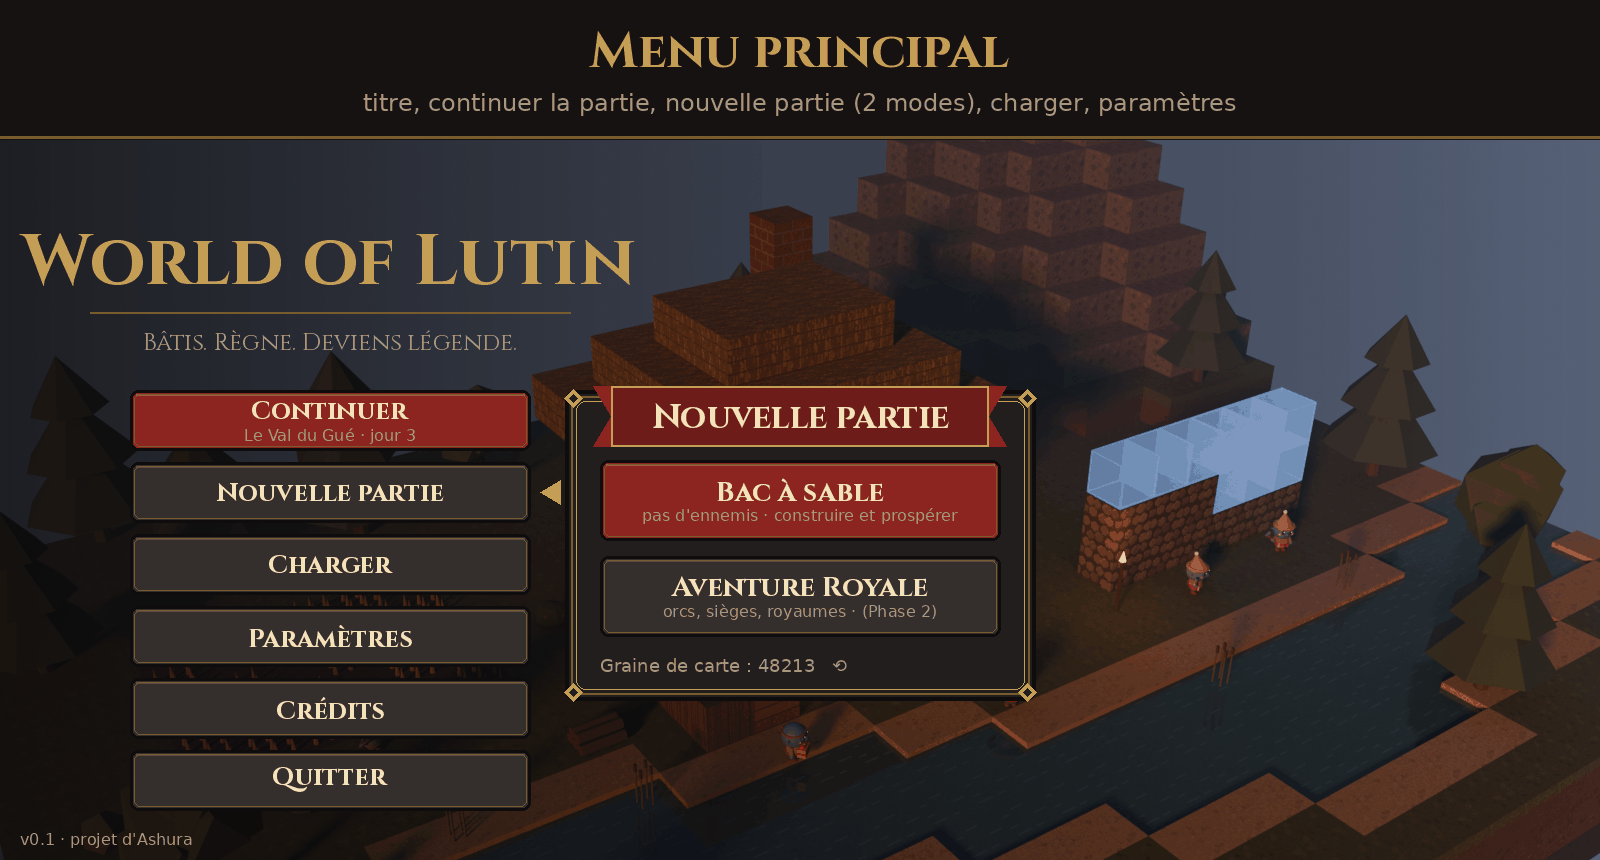 Menu principal
titre, continuer la partie, nouvelle partie (2 modes), charger, paramètres
World of Lutin
Bâtis. Règne. Deviens légende.
Continuer
Le Val du Gué · jour 3
Nouvelle partie
Charger
Paramètres
Crédits
Quitter
Nouvelle partie
Bac à sable
pas d'ennemis · construire et prospérer
Aventure Royale
orcs, sièges, royaumes · (Phase 2)
Graine de carte : 48213 ⟲
v0.1 · projet d'Ashura